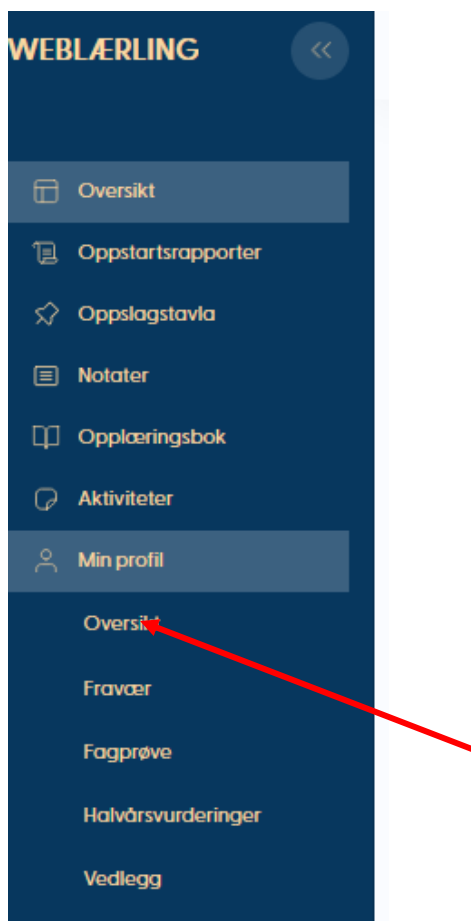 WEBLÆRLING
Oversikt
Oppstartsrapporter
Oppslagstavla
Notater
Opplæringsbok
Aktiviteter
Min profil
Oversikt
Fravær
Fagprøve
Halvårsvurderinger
Vedlegg